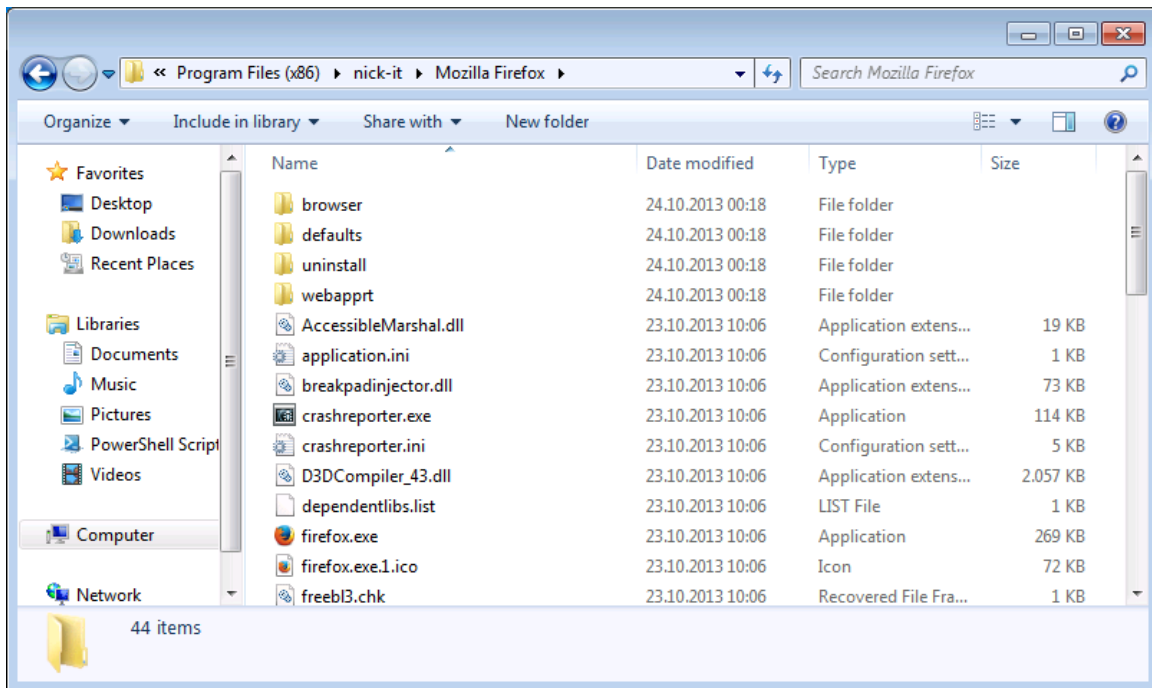 « Program Files (x86) ▸ nick-it ▸ Mozilla Firefox ▸
Search Mozilla Firefox
Organize Include in library Share with New folder
Name Date modified Type Size
Favorites
Desktop
Downloads
Recent Places
Libraries
Documents
Music
Pictures
PowerShell Script
Videos
Computer
Network
browser 24.10.2013 00:18 File folder
defaults 24.10.2013 00:18 File folder
uninstall 24.10.2013 00:18 File folder
webapprt 24.10.2013 00:18 File folder
AccessibleMarshal.dll 23.10.2013 10:06 Application extens... 19 KB
application.ini 23.10.2013 10:06 Configuration sett... 1 KB
breakpadinjector.dll 23.10.2013 10:06 Application extens... 73 KB
crashreporter.exe 23.10.2013 10:06 Application 114 KB
crashreporter.ini 23.10.2013 10:06 Configuration sett... 5 KB
D3DCompiler_43.dll 23.10.2013 10:06 Application extens... 2.057 KB
dependentlibs.list 23.10.2013 10:06 LIST File 1 KB
firefox.exe 23.10.2013 10:06 Application 269 KB
firefox.exe.1.ico 23.10.2013 10:06 Icon 72 KB
freebl3.chk 23.10.2013 10:06 Recovered File Fra... 1 KB
44 items